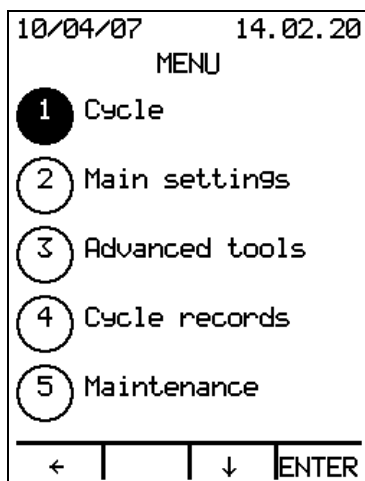 10/04/07 14.02.20
MENU
1 Cycle
2 Main settings
3 Advanced tools
4 Cycle records
5 Maintenance
← ↓ ENTER